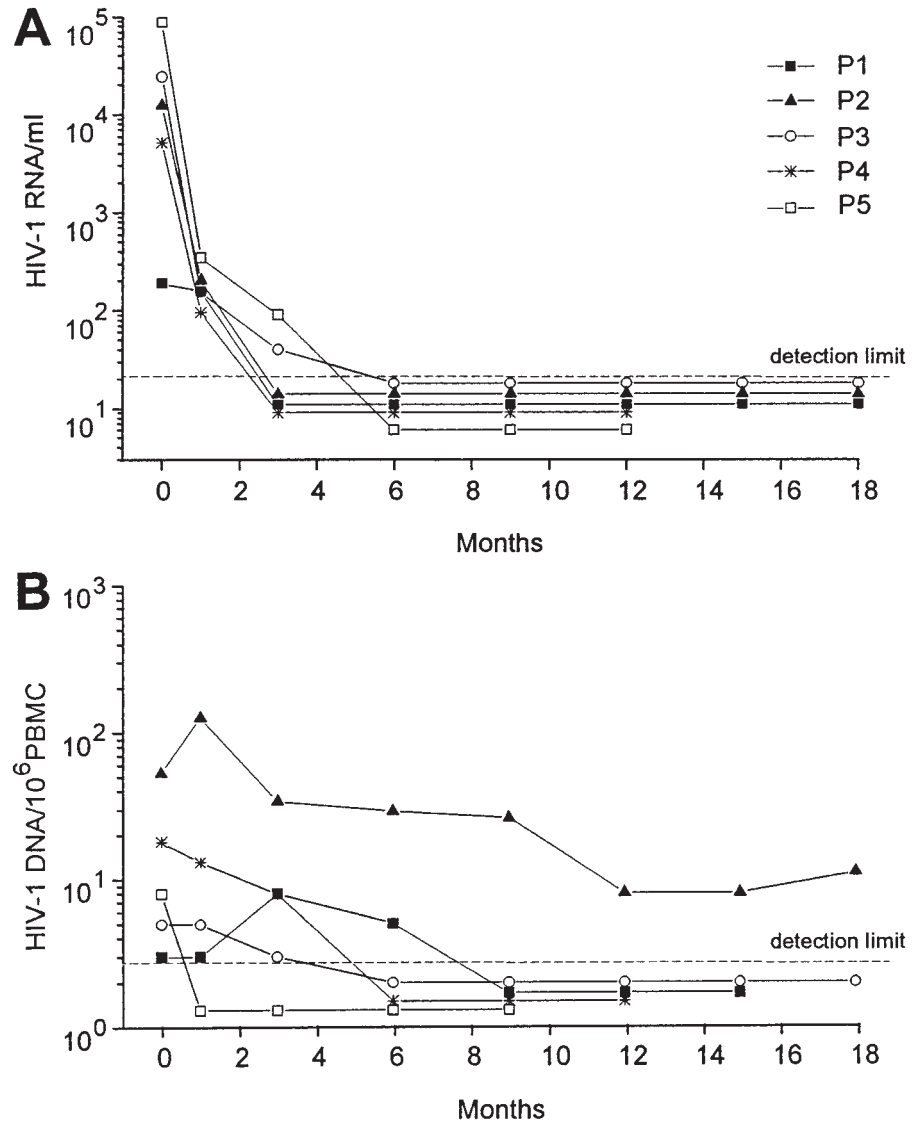 A
HIV-1 RNA/ml
10^5
10^4
10^3
10^2
10^1
P1
P2
P3
P4
P5
detection limit
0 2 4 6 8 10 12 14 16 18
Months
B
HIV-1 DNA/10^6PBMC
10^3
10^2
10^1
10^0
detection limit
0 2 4 6 8 10 12 14 16 18
Months